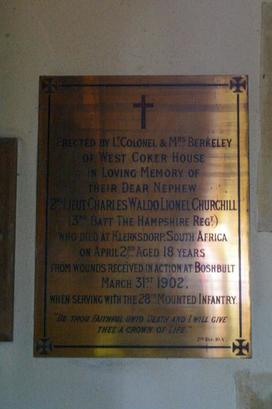 ERECTED BY LT. COLONEL & MRS BERKELEY
OF WEST COKER HOUSE
IN LOVING MEMORY OF
THEIR DEAR NEPHEW
2ND LIEUT CHARLES WALDO LIONEL CHURCHILL
(3RD BATT THE HAMPSHIRE REGT.)
WHO DIED AT KLERKSDORP, SOUTH AFRICA
ON APRIL 2ND AGED 18 YEARS
FROM WOUNDS RECEIVED IN ACTION AT BOSHBULT
MARCH 31ST 1902,
WHEN SERVING WITH THE 28TH MOUNTED INFANTRY.
"BE THOU FAITHFUL UNTO DEATH AND I WILL GIVE
THEE A CROWN OF LIFE."